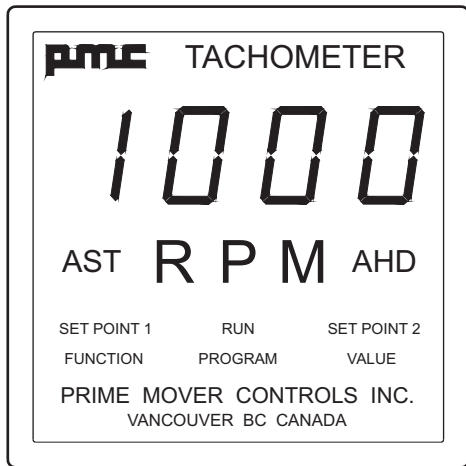 pmc TACHOMETER
1000
AST RPM AHD
SET POINT 1 RUN SET POINT 2
FUNCTION PROGRAM VALUE
PRIME MOVER CONTROLS INC.
VANCOUVER BC CANADA